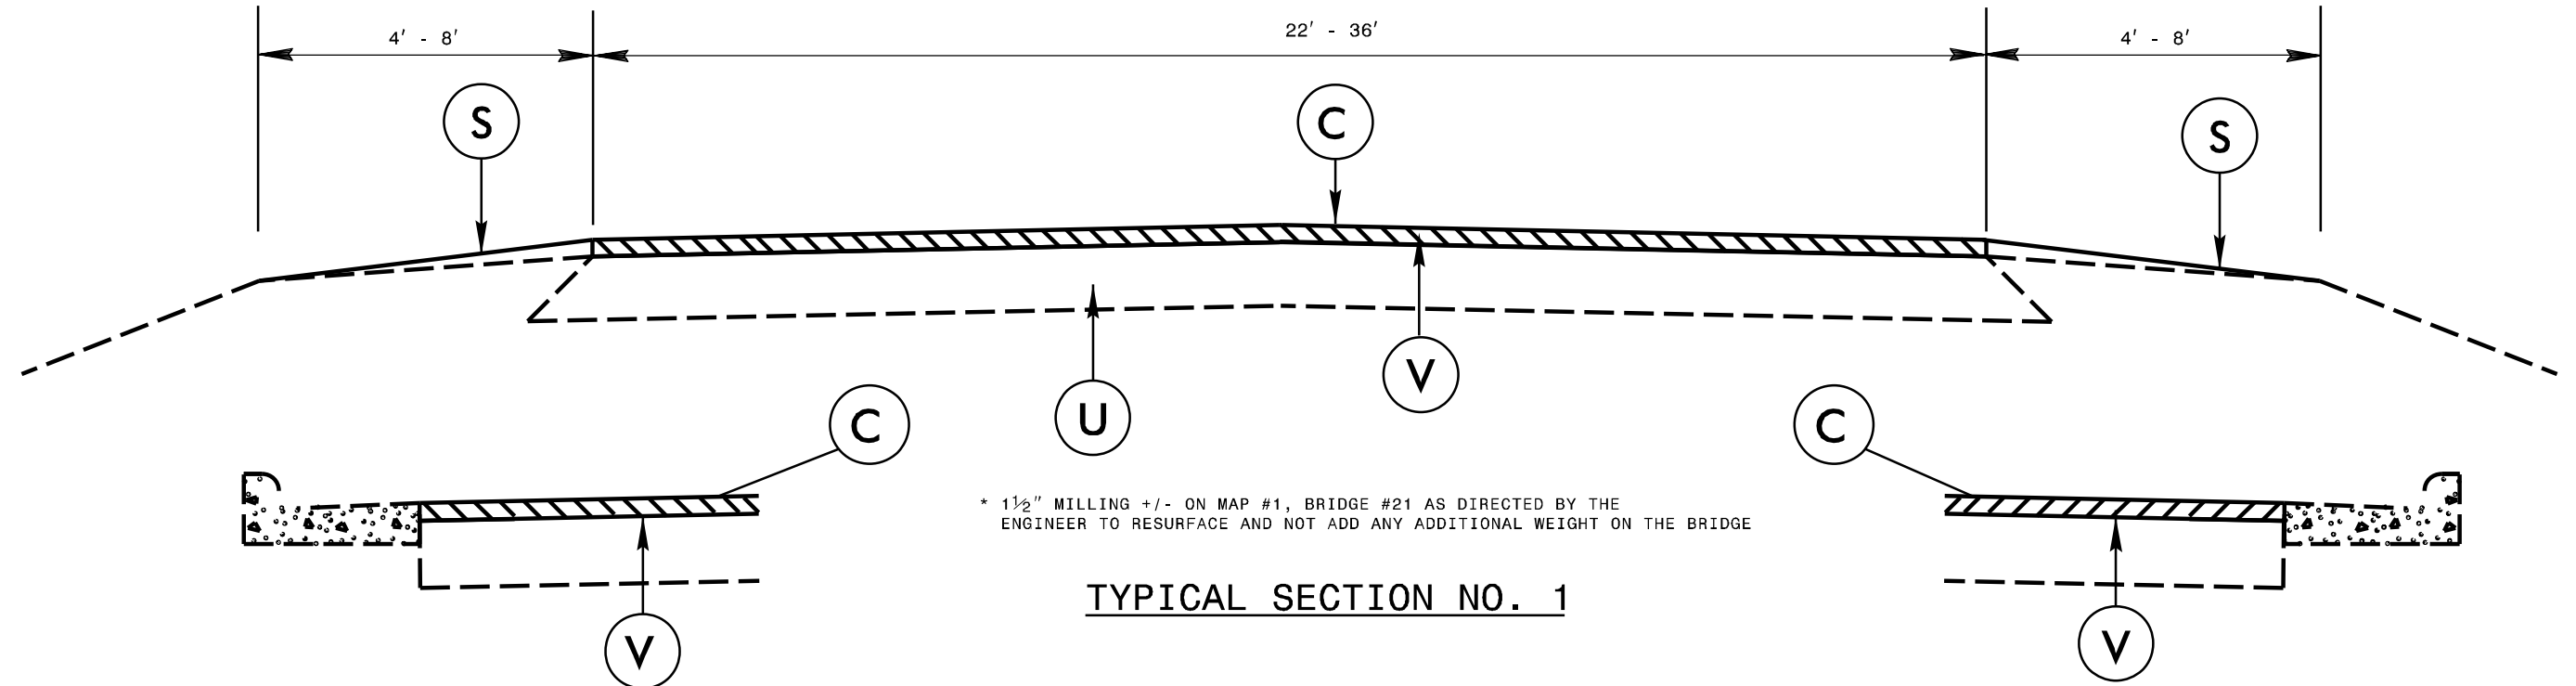 4' - 8'
22' - 36'
4' - 8'
S
C
S
V
U
C
C
* 1½" MILLING +/- ON MAP #1, BRIDGE #21 AS DIRECTED BY THE
ENGINEER TO RESURFACE AND NOT ADD ANY ADDITIONAL WEIGHT ON THE BRIDGE
TYPICAL SECTION NO. 1
V
V